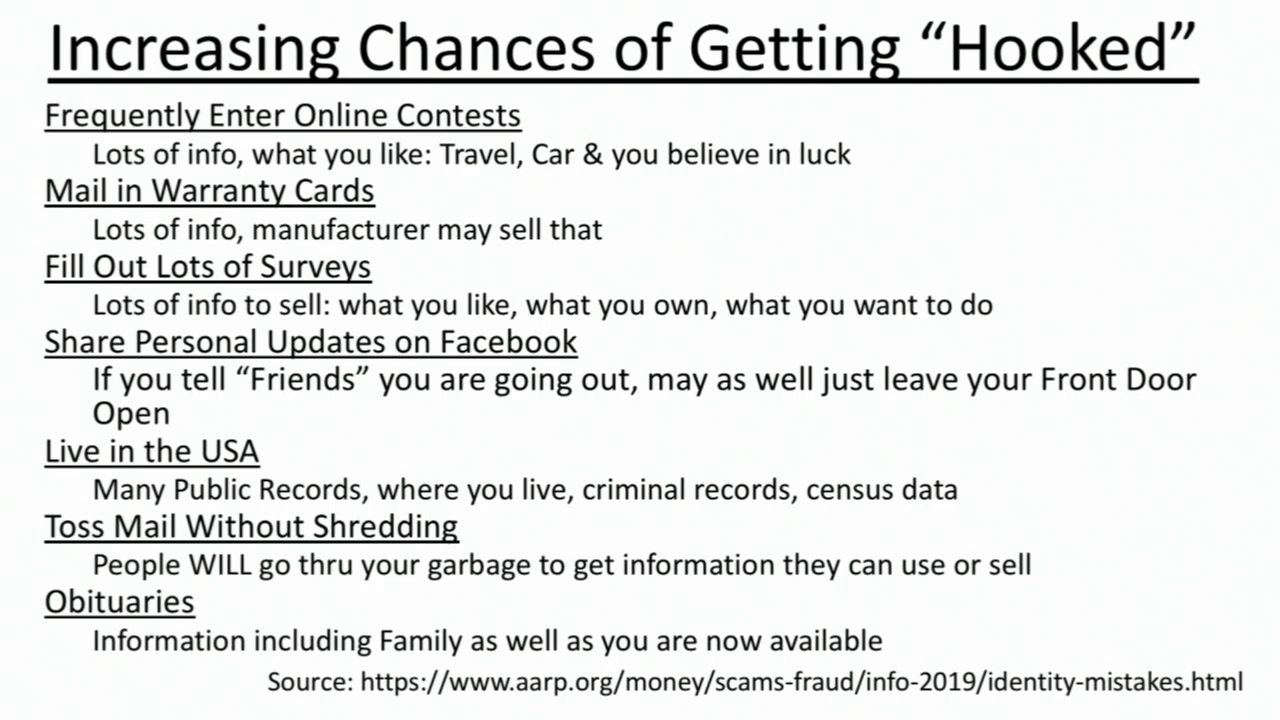 Increasing Chances of Getting “Hooked”
Frequently Enter Online Contests
Lots of info, what you like: Travel, Car & you believe in luck
Mail in Warranty Cards
Lots of info, manufacturer may sell that
Fill Out Lots of Surveys
Lots of info to sell: what you like, what you own, what you want to do
Share Personal Updates on Facebook
If you tell “Friends” you are going out, may as well just leave your Front Door
Open
Live in the USA
Many Public Records, where you live, criminal records, census data
Toss Mail Without Shredding
People WILL go thru your garbage to get information they can use or sell
Obituaries
Information including Family as well as you are now available
Source: https://www.aarp.org/money/scams-fraud/info-2019/identity-mistakes.html